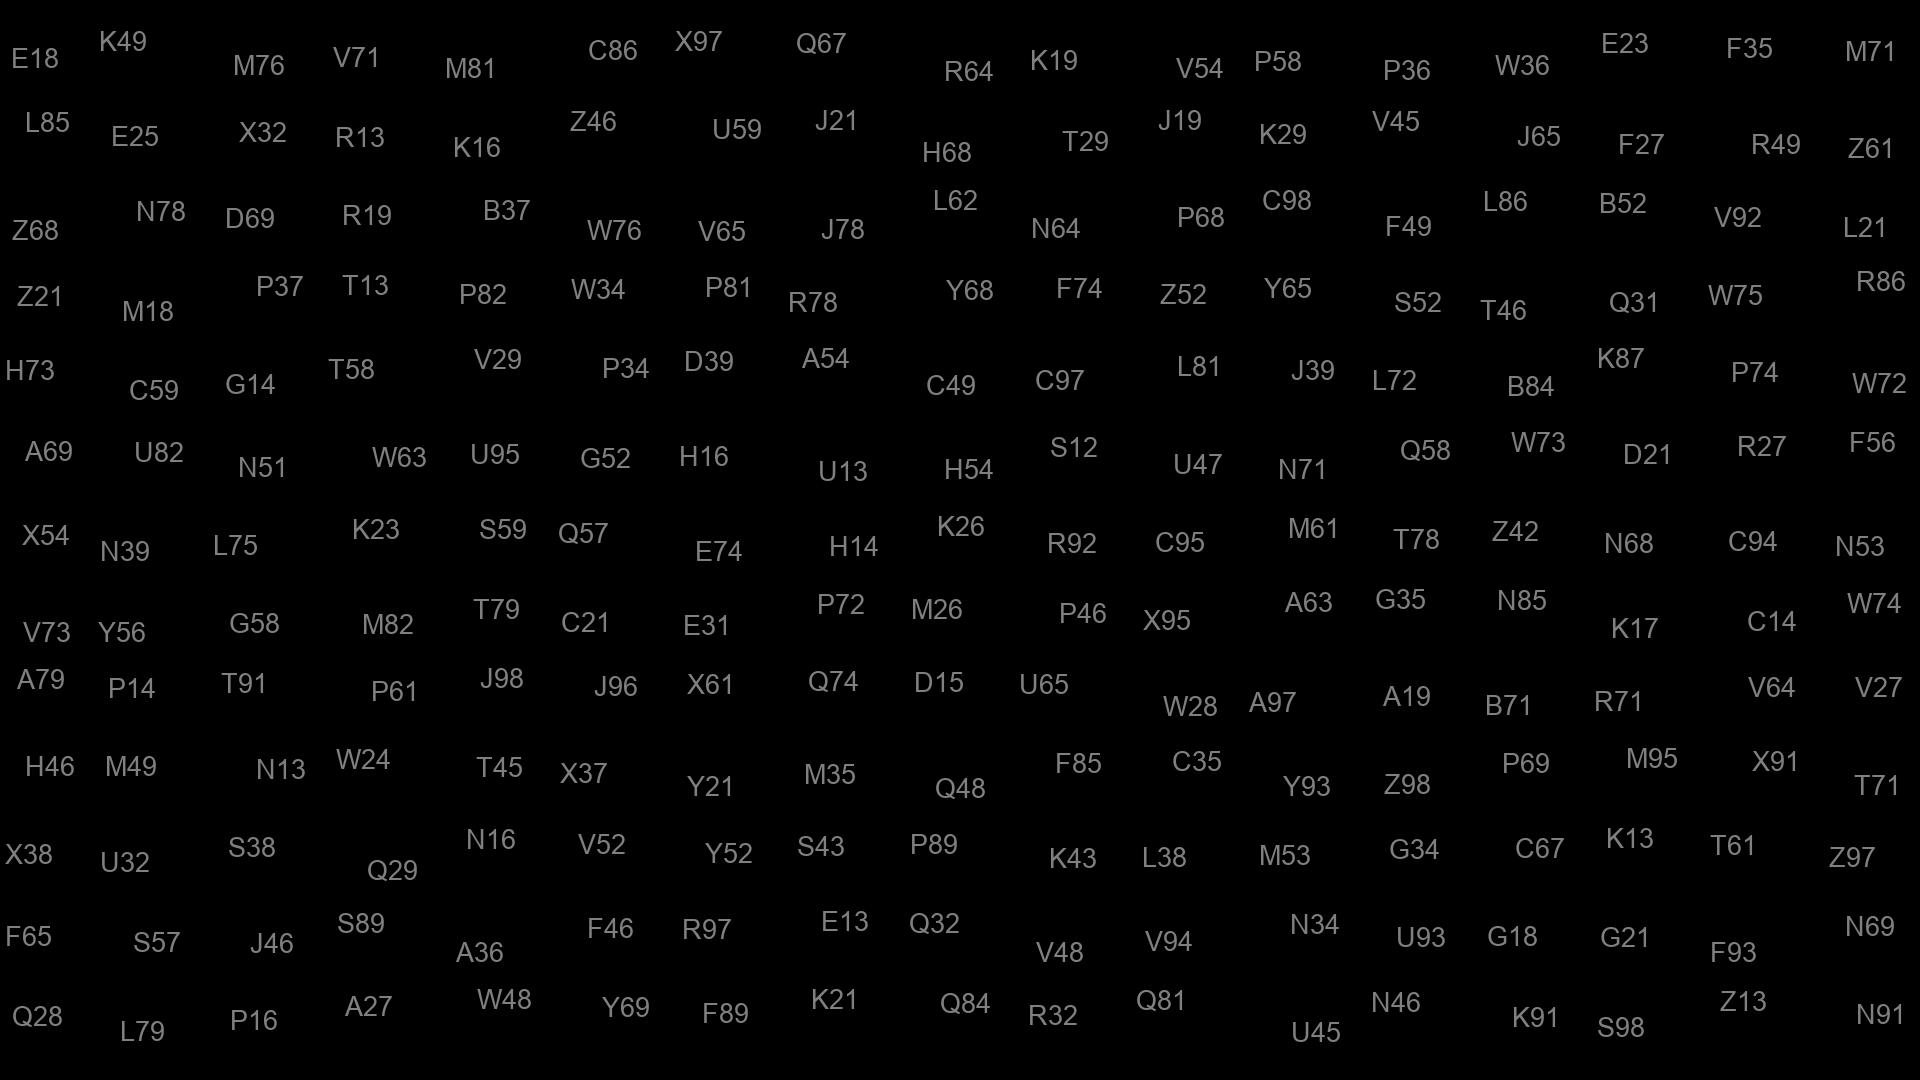 E18 K49 M76 V71 M81 C86 X97 Q67 R64 K19 V54 P58 P36 W36 E23 F35 M71
L85 E25 X32 R13 K16 Z46 U59 J21 H68 T29 J19 K29 V45 J65 F27 R49 Z61
Z68 N78 D69 R19 B37 W76 V65 J78 L62 N64 P68 C98 F49 L86 B52 V92 L21
Z21 M18 P37 T13 P82 W34 P81 R78 Y68 F74 Z52 Y65 S52 T46 Q31 W75 R86
H73 C59 G14 T58 V29 P34 D39 A54 C49 C97 L81 J39 L72 B84 K87 P74 W72
A69 U82 N51 W63 U95 G52 H16 U13 H54 S12 U47 N71 Q58 W73 D21 R27 F56
X54 N39 L75 K23 S59 Q57 E74 H14 K26 R92 C95 M61 T78 Z42 N68 C94 N53
V73 Y56 G58 M82 T79 C21 E31 P72 M26 P46 X95 A63 G35 N85 K17 C14 W74
A79 P14 T91 P61 J98 J96 X61 Q74 D15 U65 W28 A97 A19 B71 R71 V64 V27
H46 M49 N13 W24 T45 X37 Y21 M35 Q48 F85 C35 Y93 Z98 P69 M95 X91 T71
X38 U32 S38 Q29 N16 V52 Y52 S43 P89 K43 L38 M53 G34 C67 K13 T61 Z97
F65 S57 J46 S89 A36 F46 R97 E13 Q32 V48 V94 N34 U93 G18 G21 F93 N69
Q28 L79 P16 A27 W48 Y69 F89 K21 Q84 R32 Q81 U45 N46 K91 S98 Z13 N91